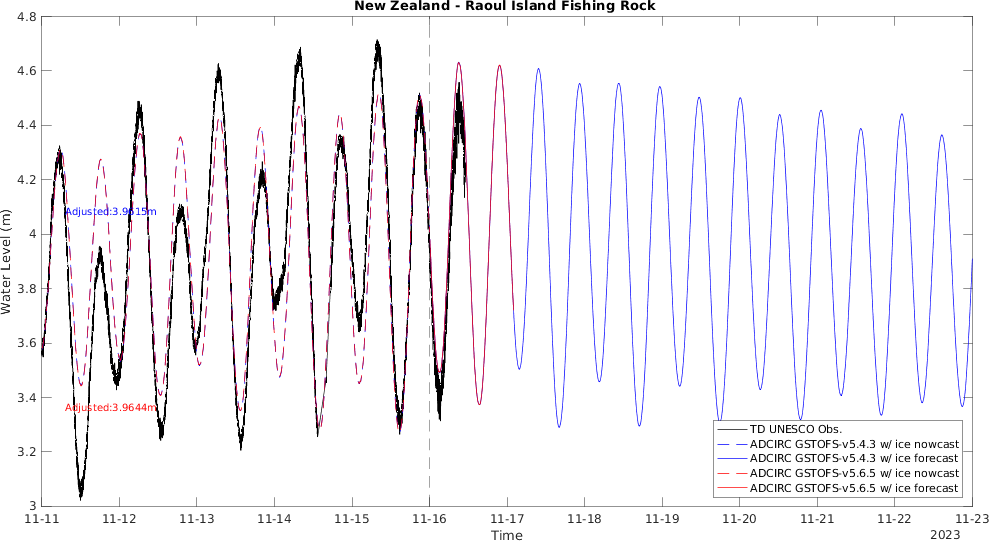 New Zealand - Raoul Island Fishing Rock
4.8
4.6
4.4
4.2
4
3.8
3.6
3.4
3.2
3
Water Level (m)
Adjusted:3.9515m
Adjusted:3.9644m
TD UNESCO Obs.
ADCIRC GSTOFS-v5.4.3 w/ ice nowcast
ADCIRC GSTOFS-v5.4.3 w/ ice forecast
ADCIRC GSTOFS-v5.6.5 w/ ice nowcast
ADCIRC GSTOFS-v5.6.5 w/ ice forecast
11-11 11-12 11-13 11-14 11-15 11-16 11-17 11-18 11-19 11-20 11-21 11-22 11-23
Time
2023